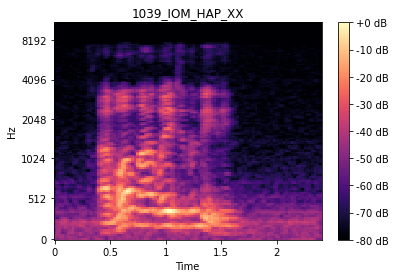 1039_IOM_HAP_XX
+0 dB
8192
-10 dB
4096
-20 dB
-30 dB
2048
Hz
-40 dB
1024
-50 dB
512
-60 dB
-70 dB
0
-80 dB
0 0.5 1 1.5 2
Time